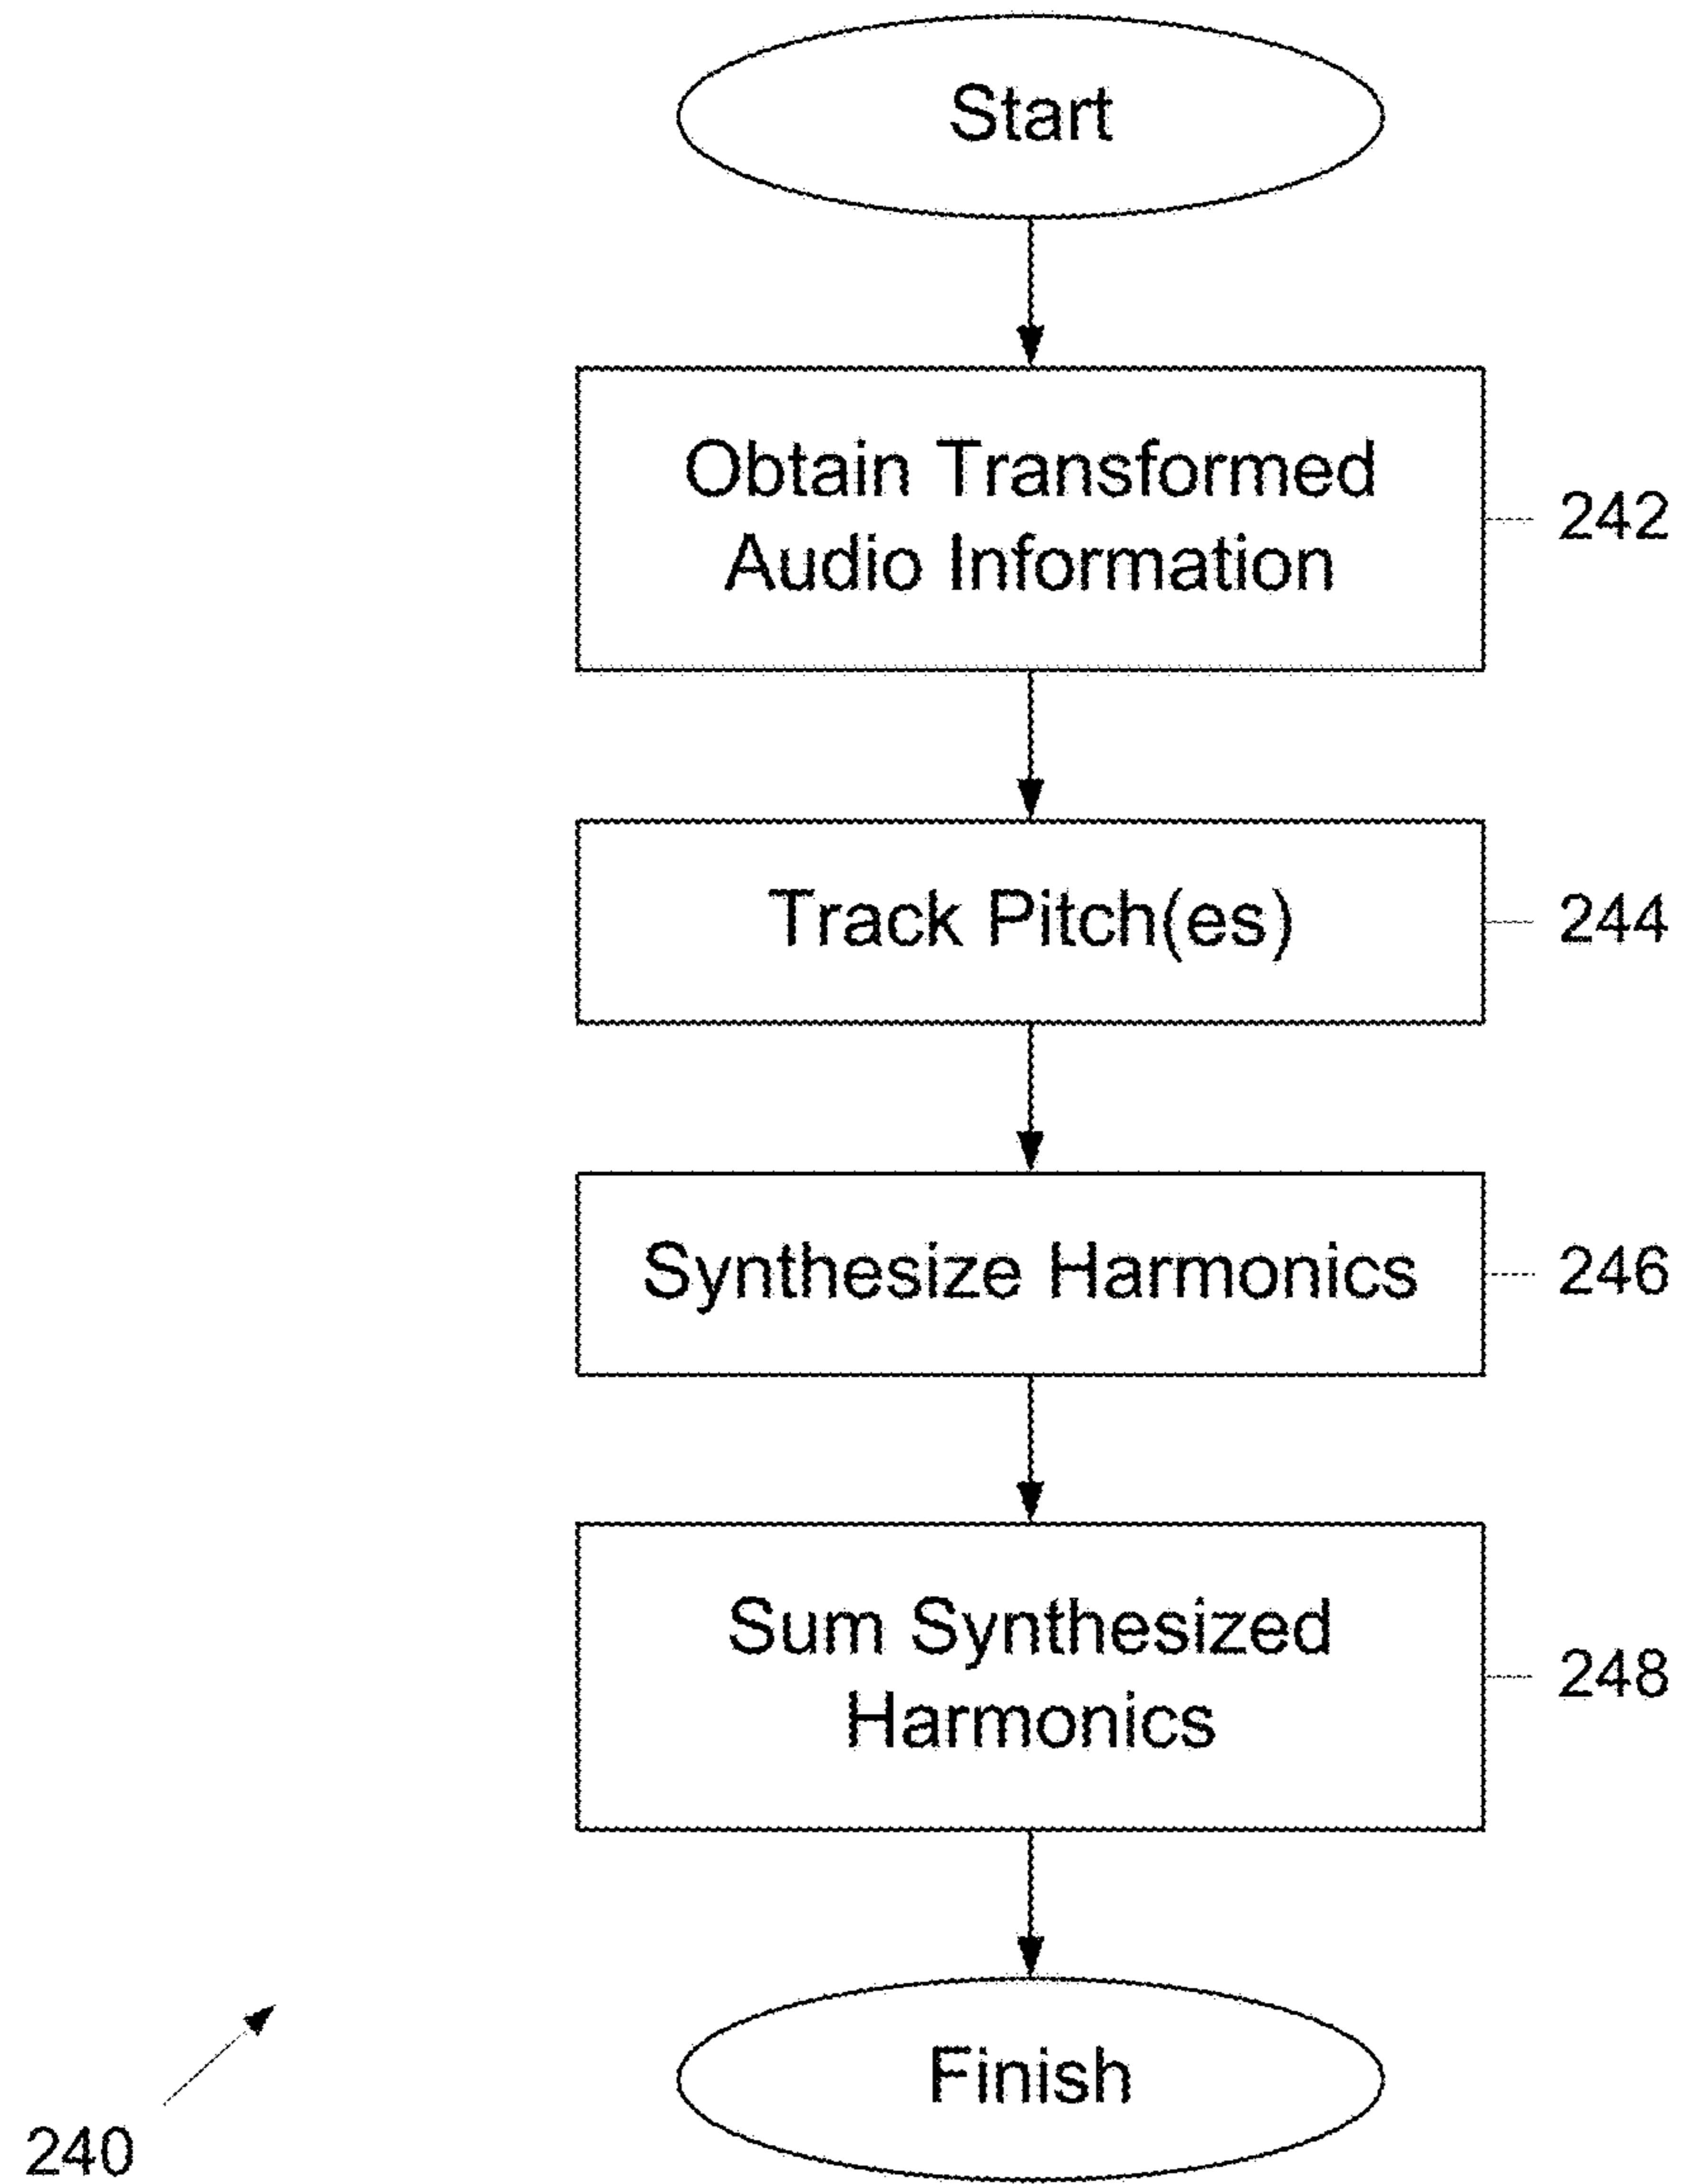 Start
Obtain Transformed
Audio Information
242
Track Pitch(es)
244
Synthesize Harmonics
246
Sum Synthesized
Harmonics
248
Finish
240